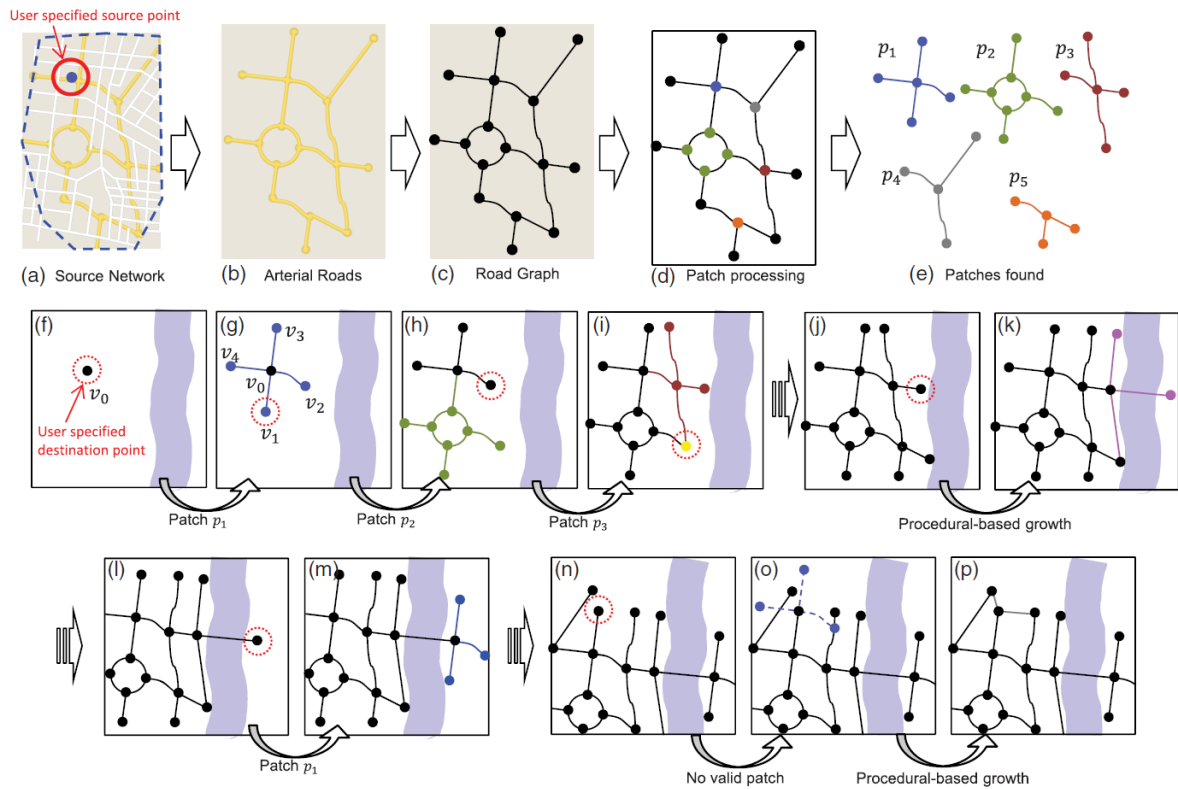 User specified source point
p1
p2
p3
p4
p5
(a) Source Network
(b) Arterial Roads
(c) Road Graph
(d) Patch processing
(e) Patches found
(f)
v0
User specified
destination point
(g)
v3
v4
v0
v2
v1
(h)
(i)
(j)
(k)
Patch p1
Patch p2
Patch p3
Procedural-based growth
(l)
(m)
(n)
(o)
(p)
Patch p1
No valid patch
Procedural-based growth